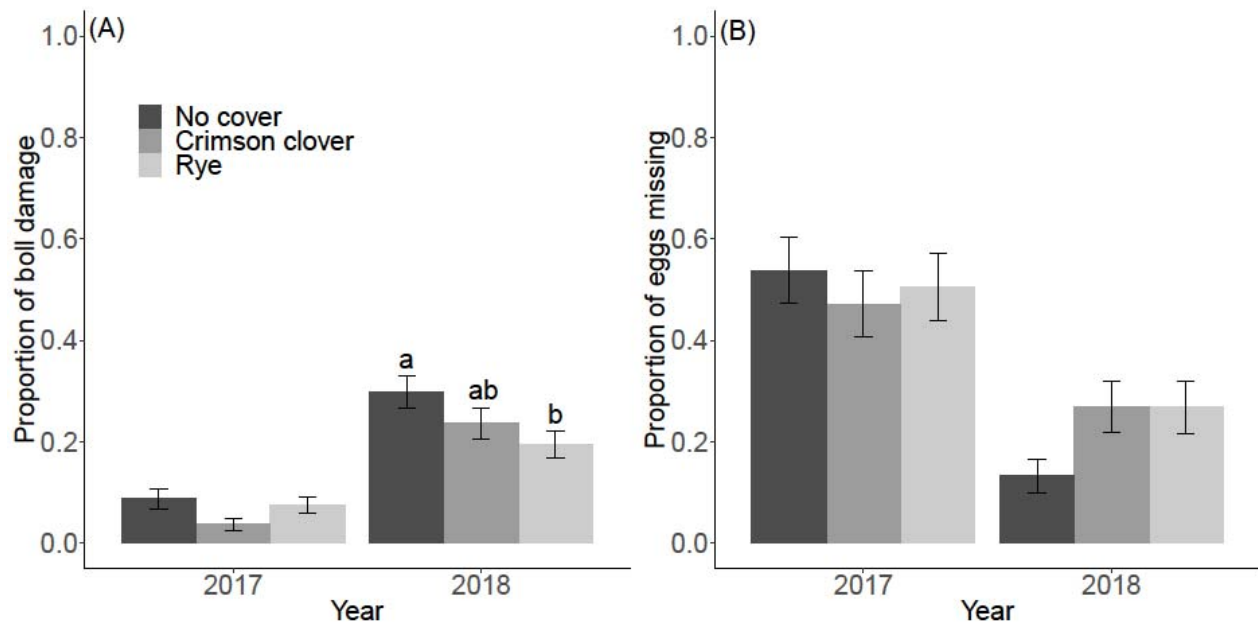 (A)
1.0
0.8
0.6
0.4
0.2
0.0
Proportion of boll damage
No cover
Crimson clover
Rye
a
ab
b
2017
2018
Year
(B)
1.0
0.8
0.6
0.4
0.2
0.0
Proportion of eggs missing
2017
2018
Year